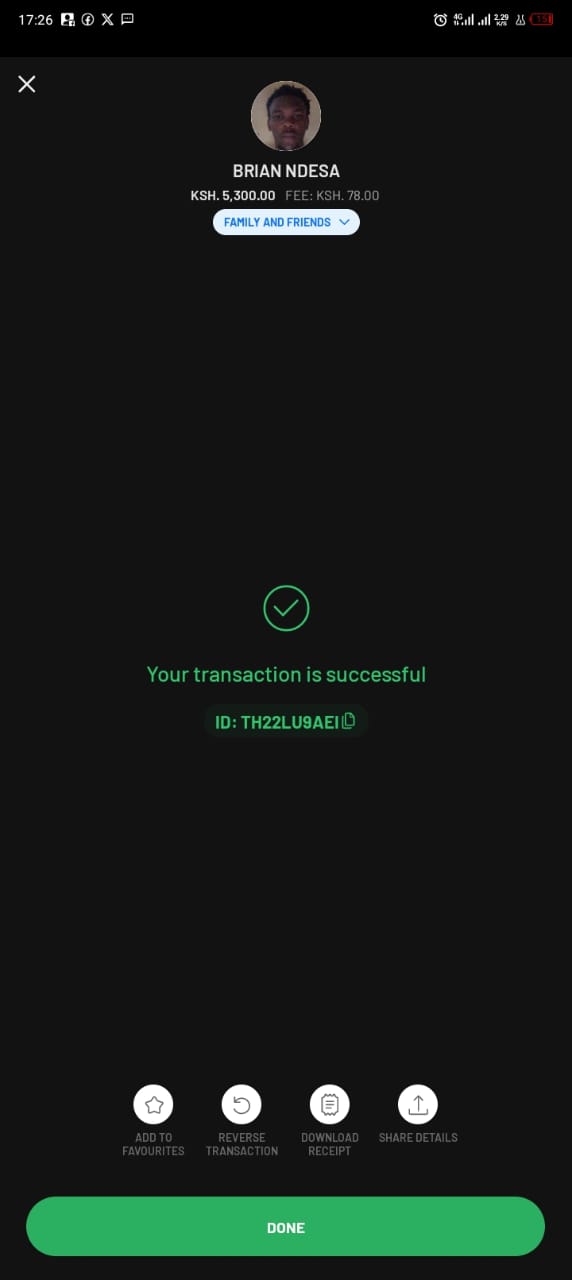 17:26
4G 2.29 K/S 15
BRIAN NDESA
KSH. 5,300.00 FEE: KSH. 78.00
FAMILY AND FRIENDS
Your transaction is successful
ID: TH22LU9AEI
ADD TO FAVOURITES
REVERSE TRANSACTION
DOWNLOAD RECEIPT
SHARE DETAILS
DONE